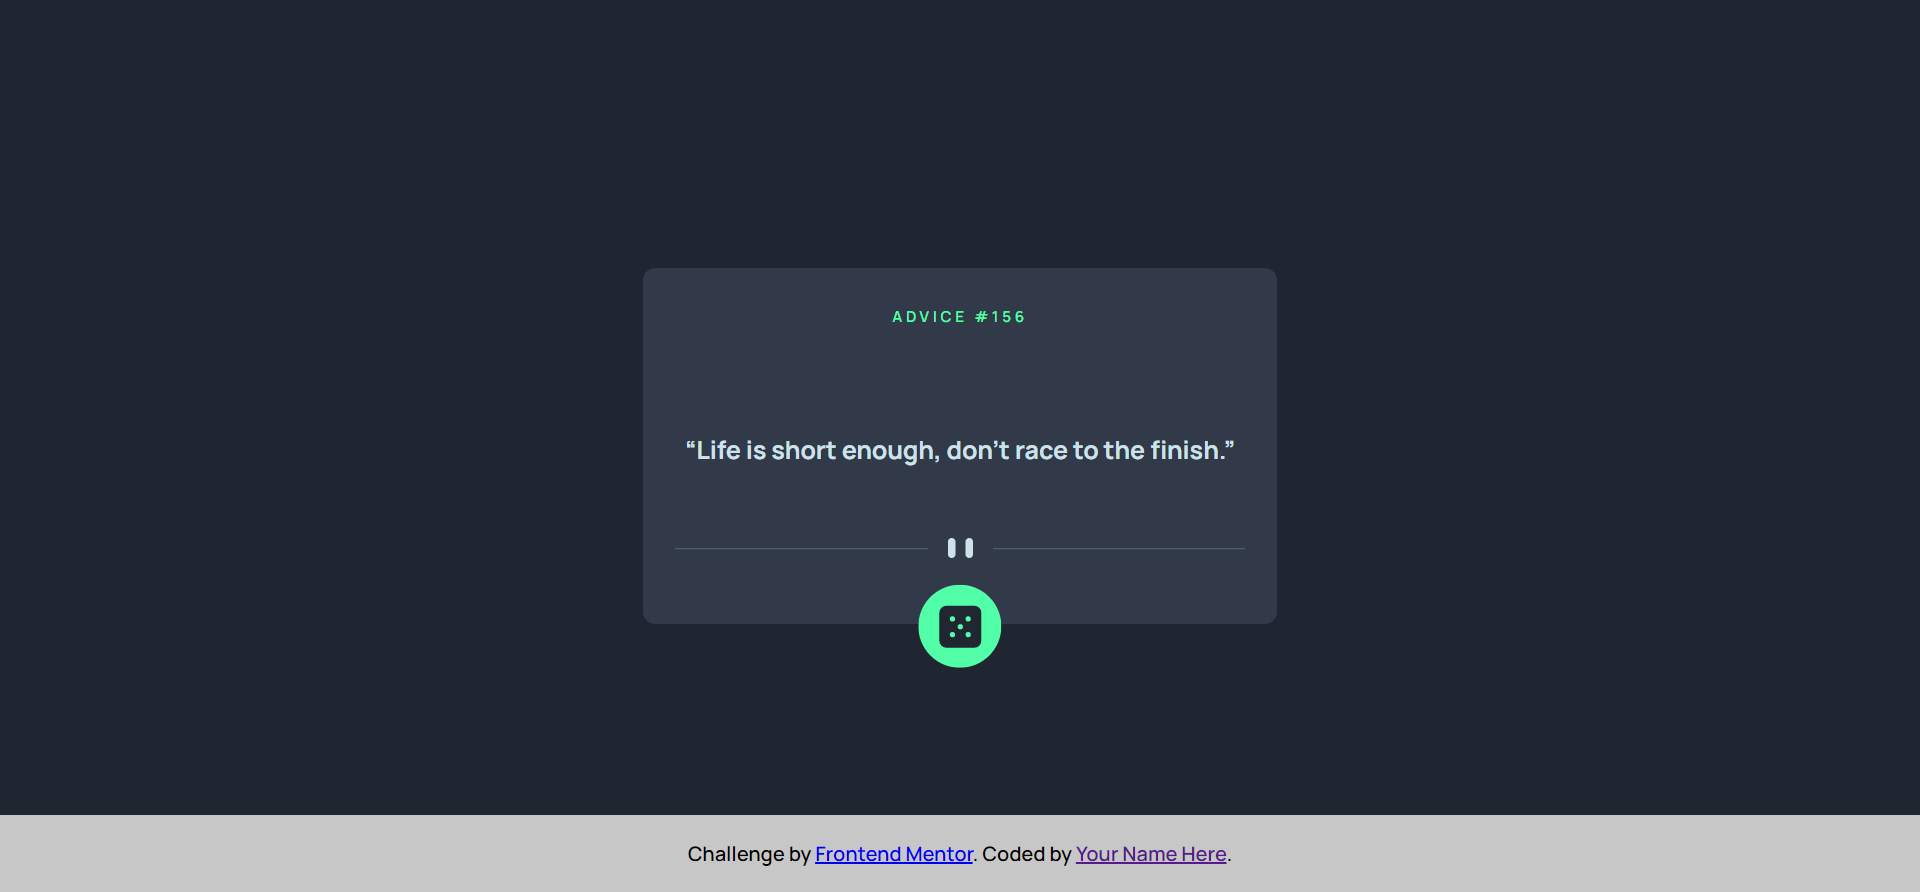 ADVICE #156
“Life is short enough, don’t race to the finish.”
Challenge by Frontend Mentor. Coded by Your Name Here.